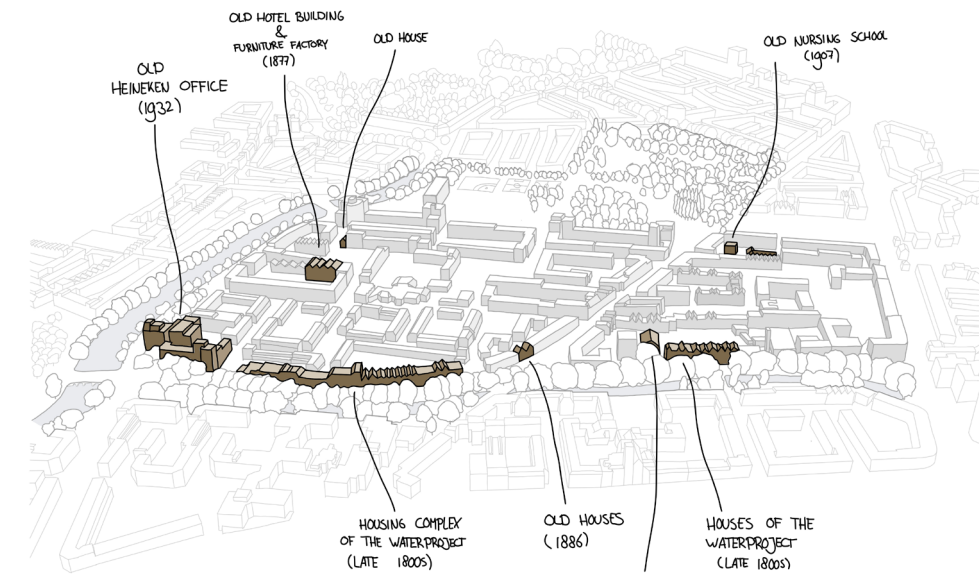 OLD HOTEL BUILDING
&
FURNITURE FACTORY
(1877)
OLD HOUSE
OLD NURSING SCHOOL
(1907)
OLD
HEINEKEN OFFICE
(1932)
HOUSING COMPLEX
OF THE WATERPROJECT
(LATE 1800S)
OLD HOUSES
(1886)
HOUSES OF THE
WATERPROJECT
(LATE 1800S)